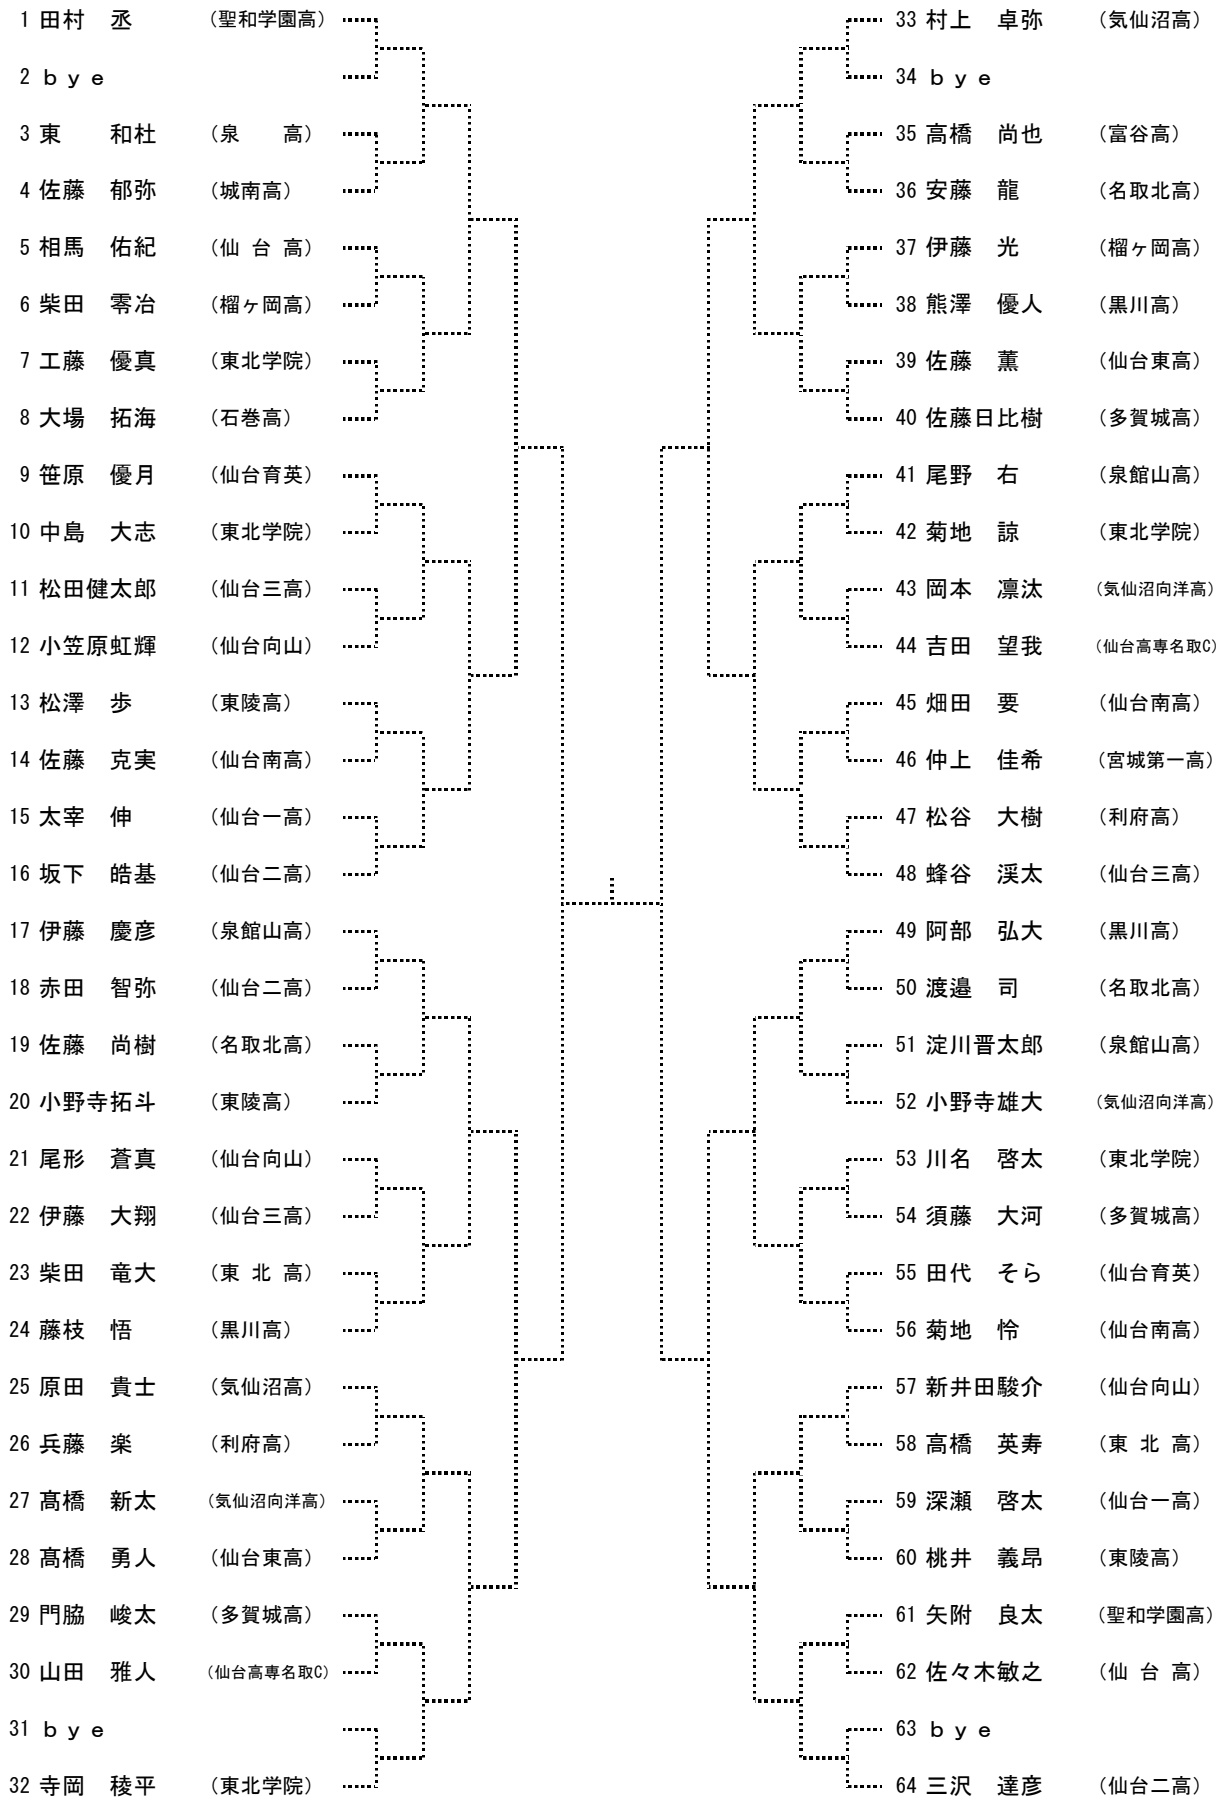 1 田村　丞 （聖和学園高）
2 ｂｙｅ
3 東　　和杜 （泉　　高）
4 佐藤　郁弥 （城南高）
5 相馬　佑紀 （仙 台 高）
6 柴田　零冶 （榴ヶ岡高）
7 工藤　優真 （東北学院）
8 大場　拓海 （石巻高）
9 笹原　優月 （仙台育英）
10 中島　大志 （東北学院）
11 松田健太郎 （仙台三高）
12 小笠原虹輝 （仙台向山）
13 松澤　歩 （東陵高）
14 佐藤　克実 （仙台南高）
15 太宰　伸 （仙台一高）
16 坂下　皓基 （仙台二高）
17 伊藤　慶彦 （泉館山高）
18 赤田　智弥 （仙台二高）
19 佐藤　尚樹 （名取北高）
20 小野寺拓斗 （東陵高）
21 尾形　蒼真 （仙台向山）
22 伊藤　大翔 （仙台三高）
23 柴田　竜大 （東 北 高）
24 藤枝　悟 （黒川高）
25 原田　貴士 （気仙沼高）
26 兵藤　楽 （利府高）
27 髙橋　新太 （気仙沼向洋高）
28 髙橋　勇人 （仙台東高）
29 門脇　峻太 （多賀城高）
30 山田　雅人 （仙台高専名取C）
31 ｂｙｅ
32 寺岡　稜平 （東北学院）
33 村上　卓弥 （気仙沼高）
34 ｂｙｅ
35 高橋　尚也 （富谷高）
36 安藤　龍 （名取北高）
37 伊藤　光 （榴ヶ岡高）
38 熊澤　優人 （黒川高）
39 佐藤　薫 （仙台東高）
40 佐藤日比樹 （多賀城高）
41 尾野　右 （泉館山高）
42 菊地　諒 （東北学院）
43 岡本　凛汰 （気仙沼向洋高）
44 吉田　望我 （仙台高専名取C）
45 畑田　要 （仙台南高）
46 仲上　佳希 （宮城第一高）
47 松谷　大樹 （利府高）
48 蜂谷　渓太 （仙台三高）
49 阿部　弘大 （黒川高）
50 渡邉　司 （名取北高）
51 淀川晋太郎 （泉館山高）
52 小野寺雄大 （気仙沼向洋高）
53 川名　啓太 （東北学院）
54 須藤　大河 （多賀城高）
55 田代　そら （仙台育英）
56 菊地　怜 （仙台南高）
57 新井田駿介 （仙台向山）
58 高橋　英寿 （東 北 高）
59 深瀬　啓太 （仙台一高）
60 桃井　義昂 （東陵高）
61 矢附　良太 （聖和学園高）
62 佐々木敏之 （仙 台 高）
63 ｂｙｅ
64 三沢　達彦 （仙台二高）